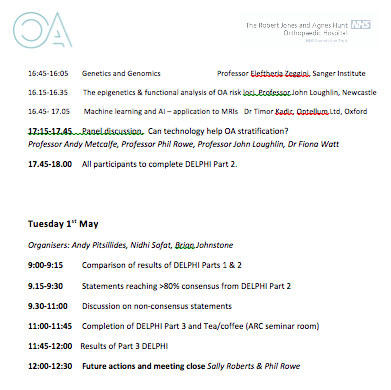 OA
The Robert Jones and Agnes Hunt NHS
Orthopaedic Hospital
NHS Foundation Trust
16:45-16:05 Genetics and Genomics Professor Eleftheria Zeggini, Sanger Institute
16.15-16.35 The epigenetics & functional analysis of OA risk loci. Professor John Loughlin, Newcastle
16.45- 17.05 Machine learning and AI – application to MRIs Dr Timor Kadir, Optellum Ltd, Oxford
17:15-17.45 Panel discussion. Can technology help OA stratification?
Professor Andy Metcalfe, Professor Phil Rowe, Professor John Loughlin, Dr Fiona Watt
17.45-18.00 All participants to complete DELPHI Part 2.
Tuesday 1st May
Organisers: Andy Pitsillides, Nidhi Sofat, Brian Johnstone
9:00-9:15 Comparison of results of DELPHI Parts 1 & 2
9.15-9:30 Statements reaching >80% consensus from DELPHI Part 2
9.30-11:00 Discussion on non-consensus statements
11:00-11:45 Completion of DELPHI Part 3 and Tea/coffee (ARC seminar room)
11:45-12:00 Results of Part 3 DELPHI
12:00-12:30 Future actions and meeting close Sally Roberts & Phil Rowe